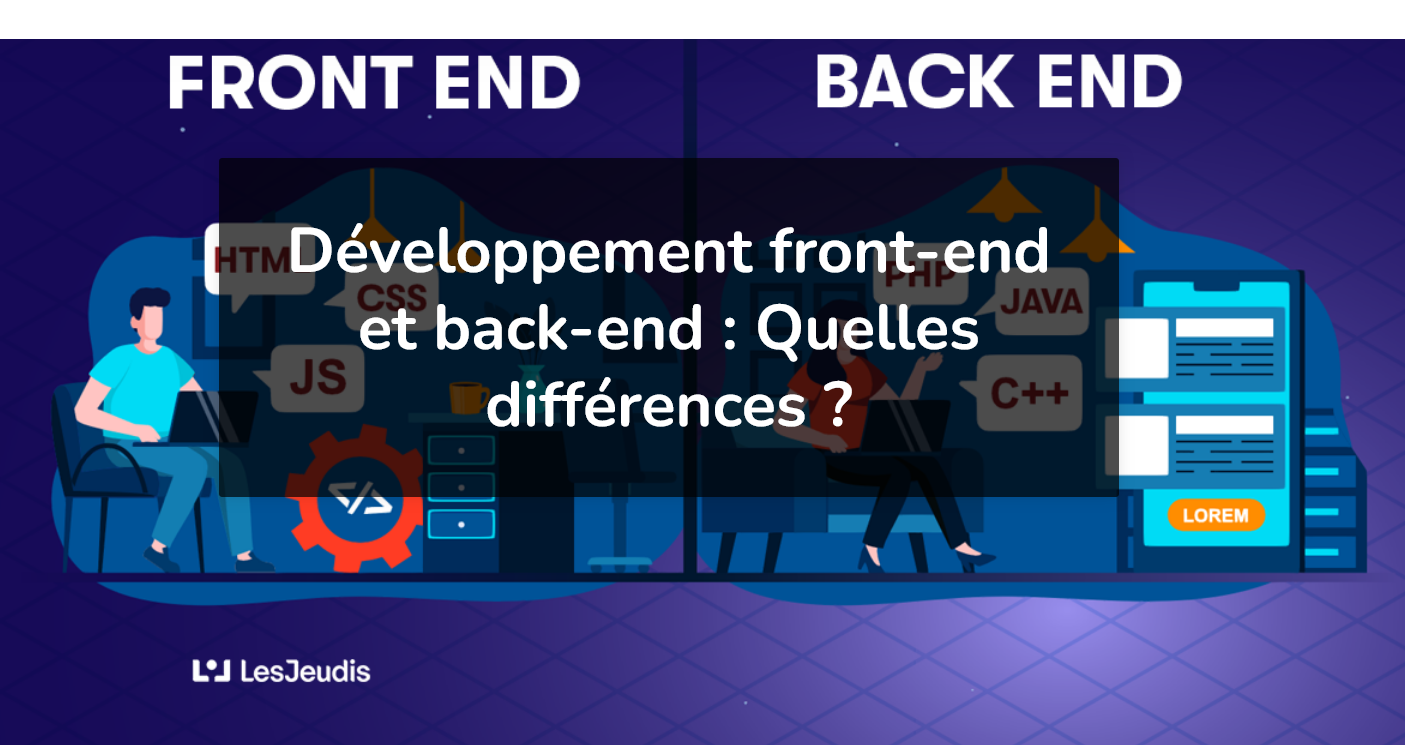 FRONT END
BACK END
Développement front-end
et back-end : Quelles
différences ?
HTM
CSS
JS
PHP
JAVA
C++
LOREM
LesJeudis